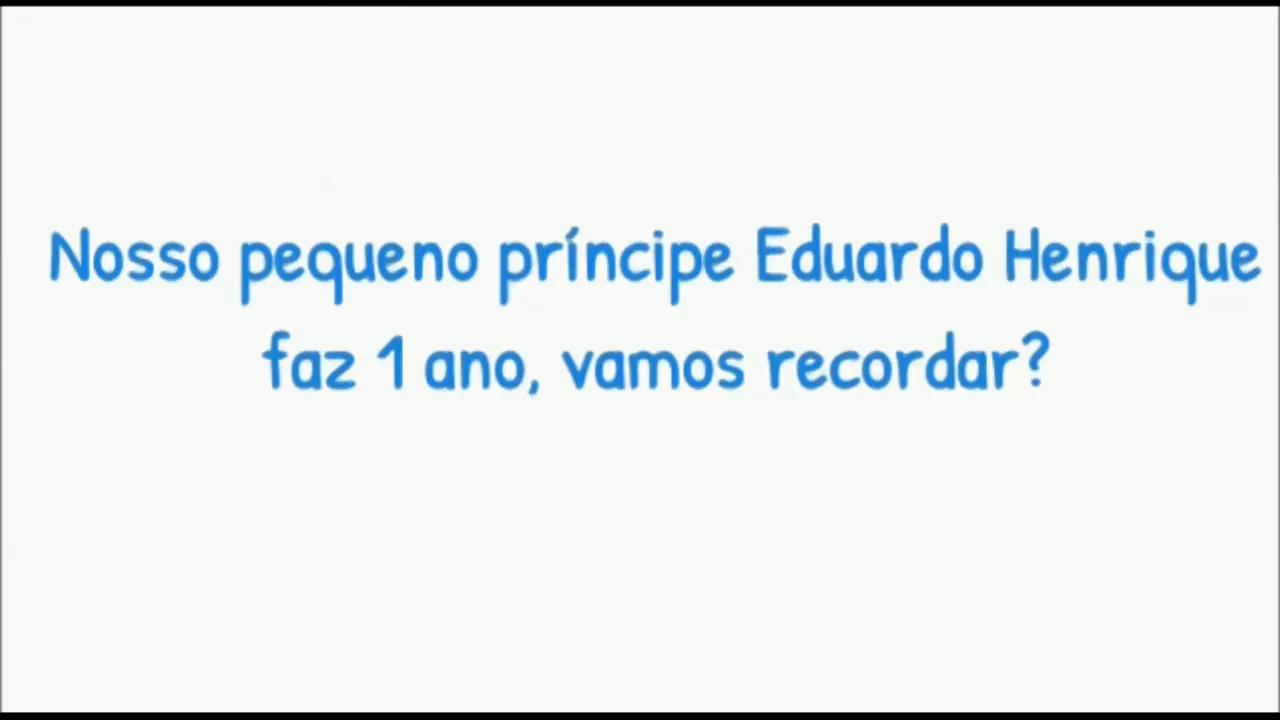 Nosso pequeno príncipe Eduardo Henrique
faz 1 ano, vamos recordar?